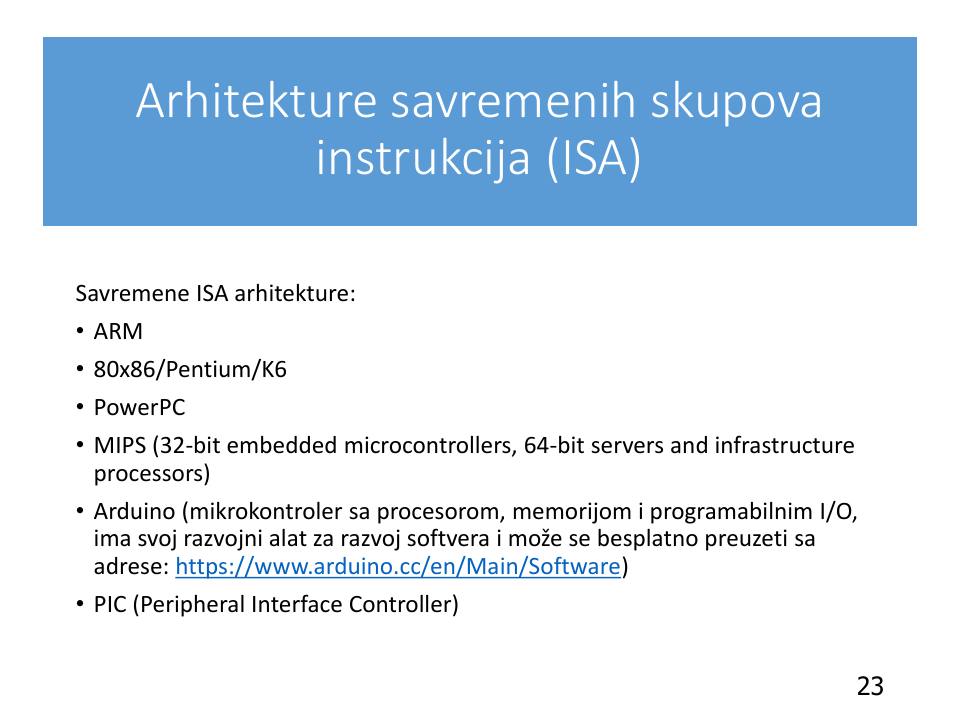 Arhitekture savremenih skupova
instrukcija (ISA)
Savremene ISA arhitekture:
• ARM
• 80x86/Pentium/K6
• PowerPC
• MIPS (32-bit embedded microcontrollers, 64-bit servers and infrastructure
processors)
• Arduino (mikrokontroler sa procesorom, memorijom i programabilnim I/O,
ima svoj razvojni alat za razvoj softvera i može se besplatno preuzeti sa
adrese: https://www.arduino.cc/en/Main/Software)
• PIC (Peripheral Interface Controller)
23